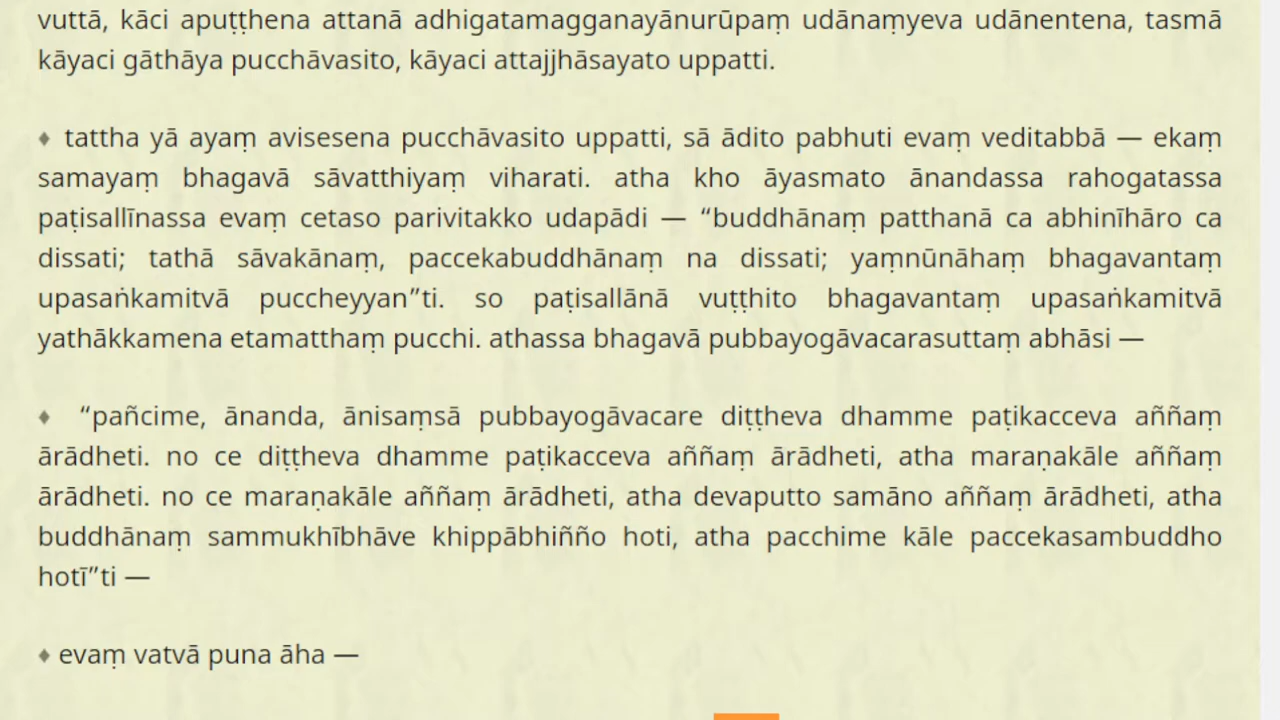 vuttā, kāci apuṭṭhena attanā adhigatamagganayānurūpaṃ udānaṃyeva udānentena, tasmā
kāyaci gāthāya pucchāvasito, kāyaci attajjhāsayato uppatti.
♦ tattha yā ayaṃ avisesena pucchāvasito uppatti, sā ādito pabhuti evaṃ veditabbā — ekaṃ
samayaṃ bhagavā sāvatthiyaṃ viharati. atha kho āyasmato ānandassa rahogatassa
paṭisallīnassa evaṃ cetaso parivitakko udapādi — “buddhānaṃ patthanā ca abhinīhāro ca
dissati; tathā sāvakānaṃ, paccekabuddhānaṃ na dissati; yaṃnūnāhaṃ bhagavantaṃ
upasaṅkamitvā puccheyyan”ti. so paṭisallānā vuṭṭhito bhagavantaṃ upasaṅkamitvā
yathākkamena etamatthaṃ pucchi. athassa bhagavā pubbayogāvacarasuttaṃ abhāsi —
♦ “pañcime, ānanda, ānisaṃsā pubbayogāvacare diṭṭheva dhamme paṭikacceva aññaṃ
ārādheti. no ce diṭṭheva dhamme paṭikacceva aññaṃ ārādheti, atha maraṇakāle aññaṃ
ārādheti. no ce maraṇakāle aññaṃ ārādheti, atha devaputto samāno aññaṃ ārādheti, atha
buddhānaṃ sammukhībhāve khippābhiñño hoti, atha pacchime kāle paccekasambuddho
hotī”ti —
♦ evaṃ vatvā puna āha —